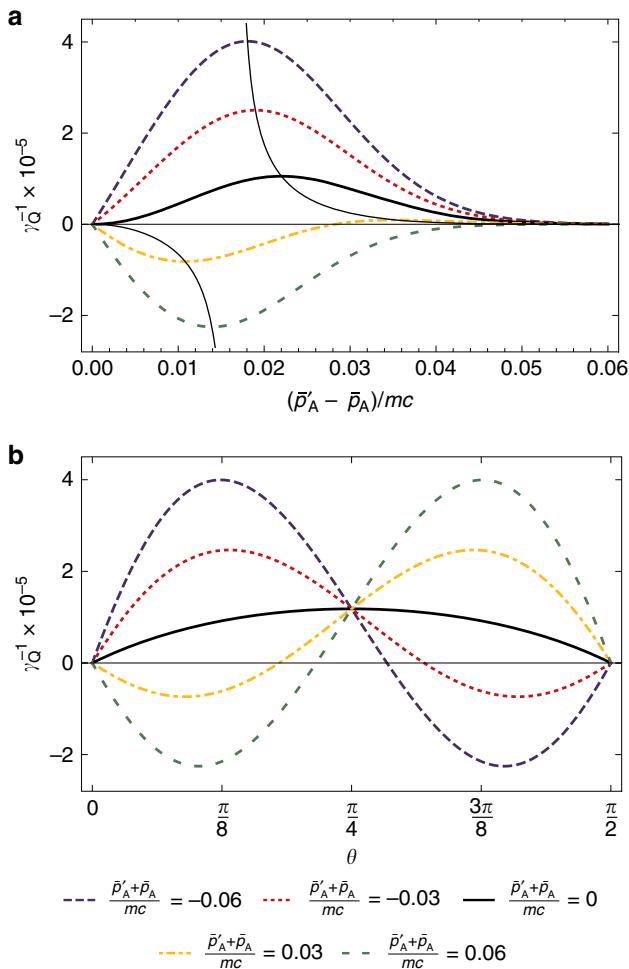 a
4
2
0
−2
γ_Q^{−1} × 10^{−5}
0.00 0.01 0.02 0.03 0.04 0.05 0.06
(p̄′_A − p̄_A)/mc
b
4
2
0
−2
γ_Q^{−1} × 10^{−5}
0 π/8 π/4 3π/8 π/2
θ
(p̄′_A+p̄_A)/mc = −0.06 (p̄′_A+p̄_A)/mc = −0.03 (p̄′_A+p̄_A)/mc = 0
(p̄′_A+p̄_A)/mc = 0.03 (p̄′_A+p̄_A)/mc = 0.06